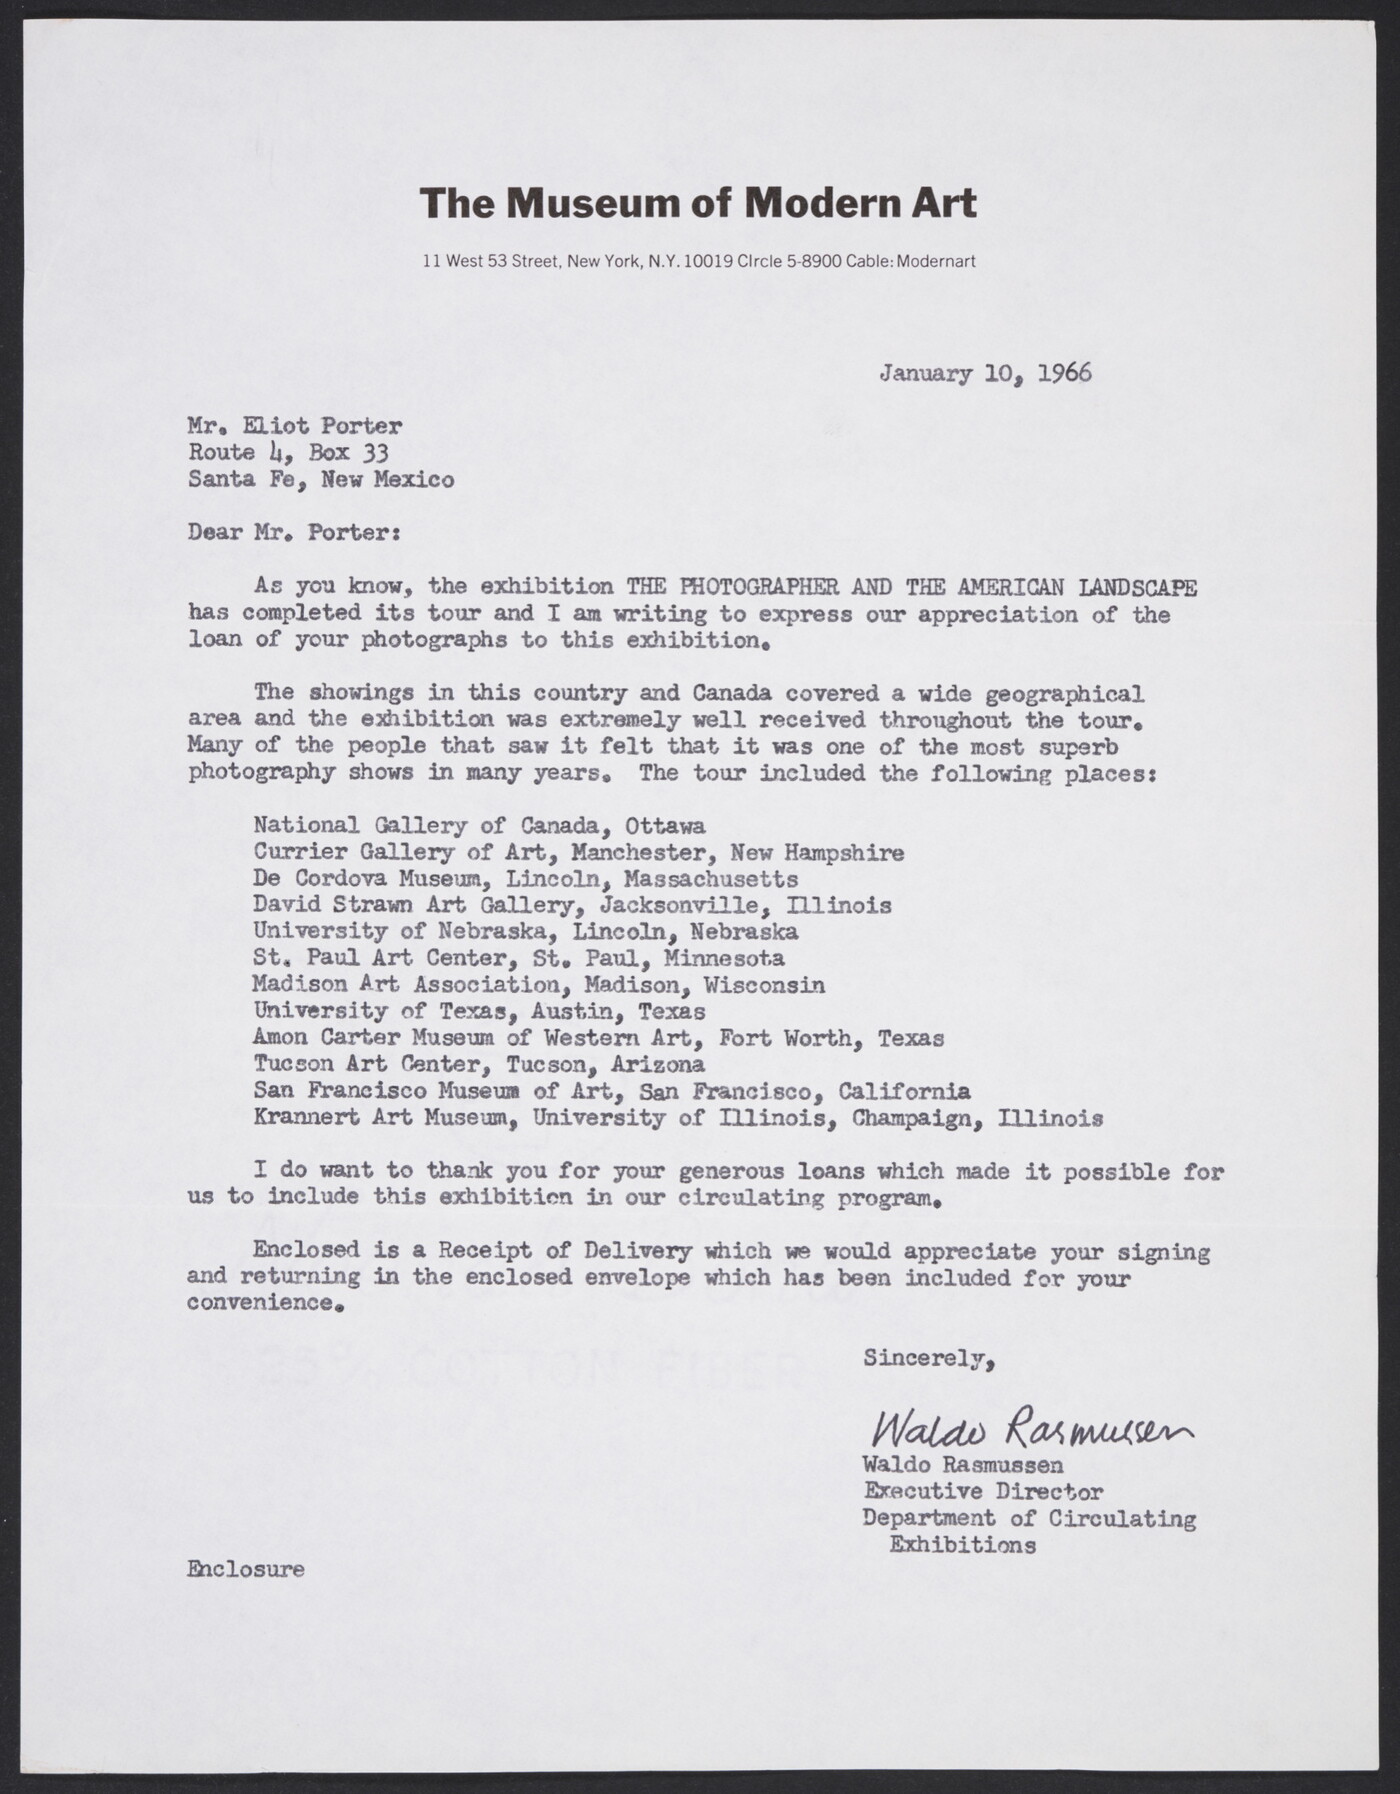 The Museum of Modern Art
11 West 53 Street, New York, N.Y. 10019 CIrcle 5-8900 Cable: Modernart
January 10, 1966
Mr. Eliot Porter
Route 4, Box 33
Santa Fe, New Mexico
Dear Mr. Porter:
As you know, the exhibition THE PHOTOGRAPHER AND THE AMERICAN LANDSCAPE
has completed its tour and I am writing to express our appreciation of the
loan of your photographs to this exhibition.
The showings in this country and Canada covered a wide geographical
area and the exhibition was extremely well received throughout the tour.
Many of the people that saw it felt that it was one of the most superb
photography shows in many years. The tour included the following places:
National Gallery of Canada, Ottawa
Currier Gallery of Art, Manchester, New Hampshire
De Cordova Museum, Lincoln, Massachusetts
David Strawn Art Gallery, Jacksonville, Illinois
University of Nebraska, Lincoln, Nebraska
St. Paul Art Center, St. Paul, Minnesota
Madison Art Association, Madison, Wisconsin
University of Texas, Austin, Texas
Amon Carter Museum of Western Art, Fort Worth, Texas
Tucson Art Center, Tucson, Arizona
San Francisco Museum of Art, San Francisco, California
Krannert Art Museum, University of Illinois, Champaign, Illinois
I do want to thank you for your generous loans which made it possible for
us to include this exhibition in our circulating program.
Enclosed is a Receipt of Delivery which we would appreciate your signing
and returning in the enclosed envelope which has been included for your
convenience.
Sincerely,
Waldo Rasmussen
Waldo Rasmussen
Executive Director
Department of Circulating
Exhibitions
Enclosure